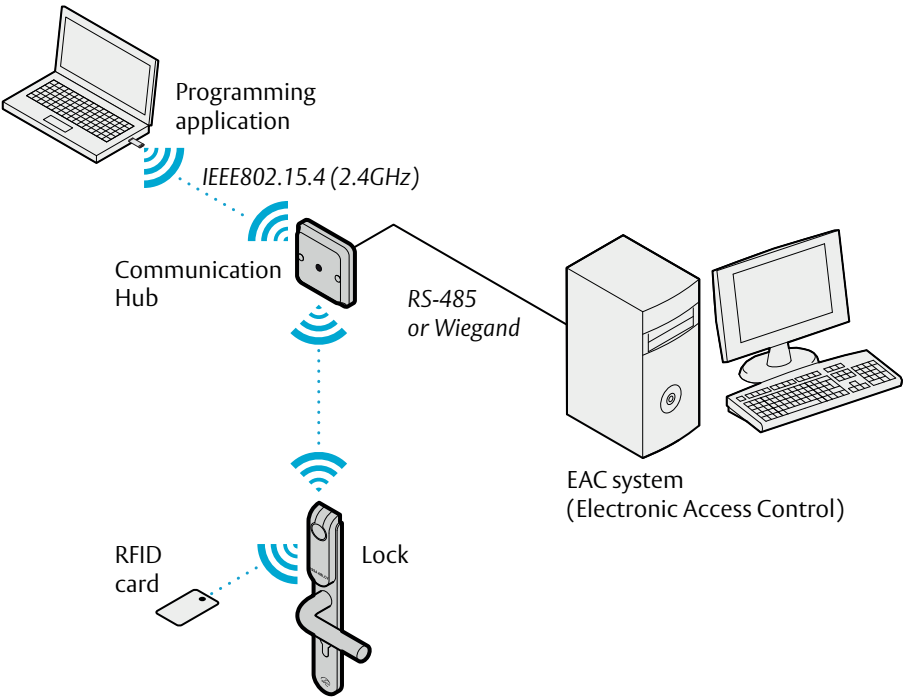 Programming
application
IEEE802.15.4 (2.4GHz)
Communication
Hub
RS-485
or Wiegand
EAC system
(Electronic Access Control)
RFID
card
Lock